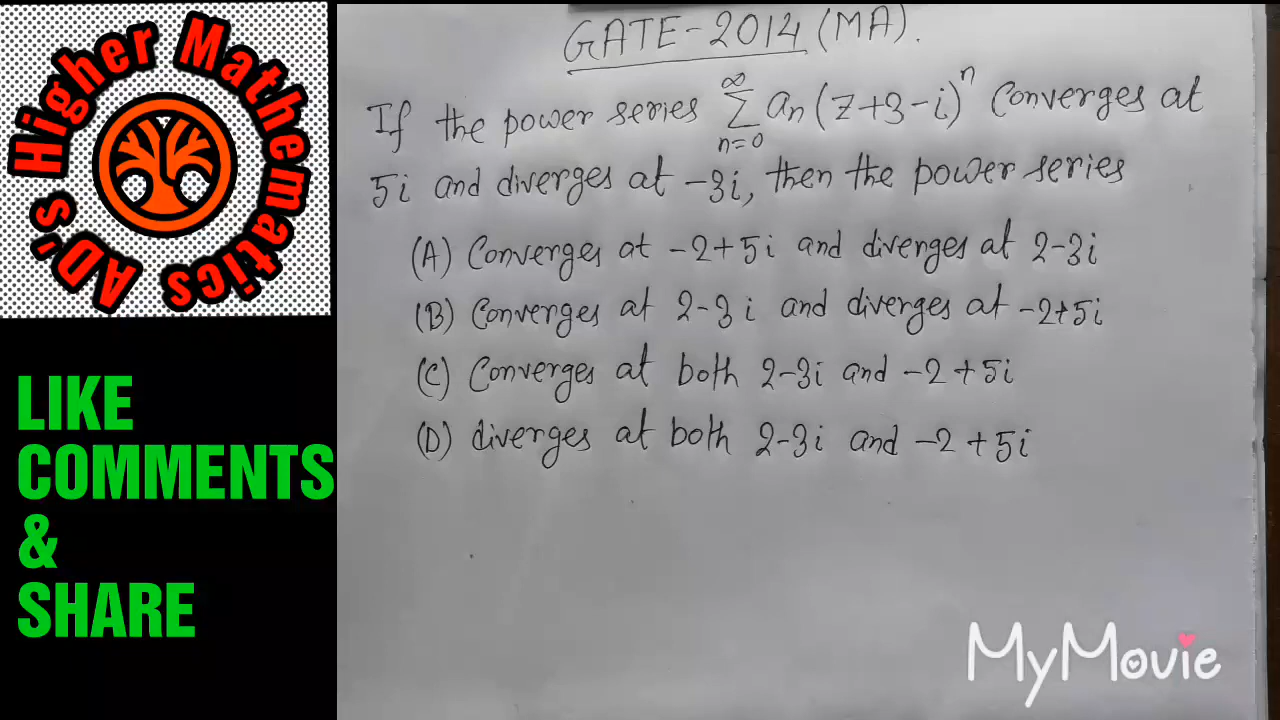 AD's Higher Mathematics
LIKE
COMMENTS
&
SHARE
GATE-2014 (MA).
If the power series ∑_{n=0}^{∞} a_n (z+3-i)^n Converges at
5i and diverges at -3i, then the power series
(A) Converges at -2+5i and diverges at 2-3i
(B) Converges at 2-3i and diverges at -2+5i
(C) Converges at both 2-3i and -2+5i
(D) diverges at both 2-3i and -2+5i
MyMovie